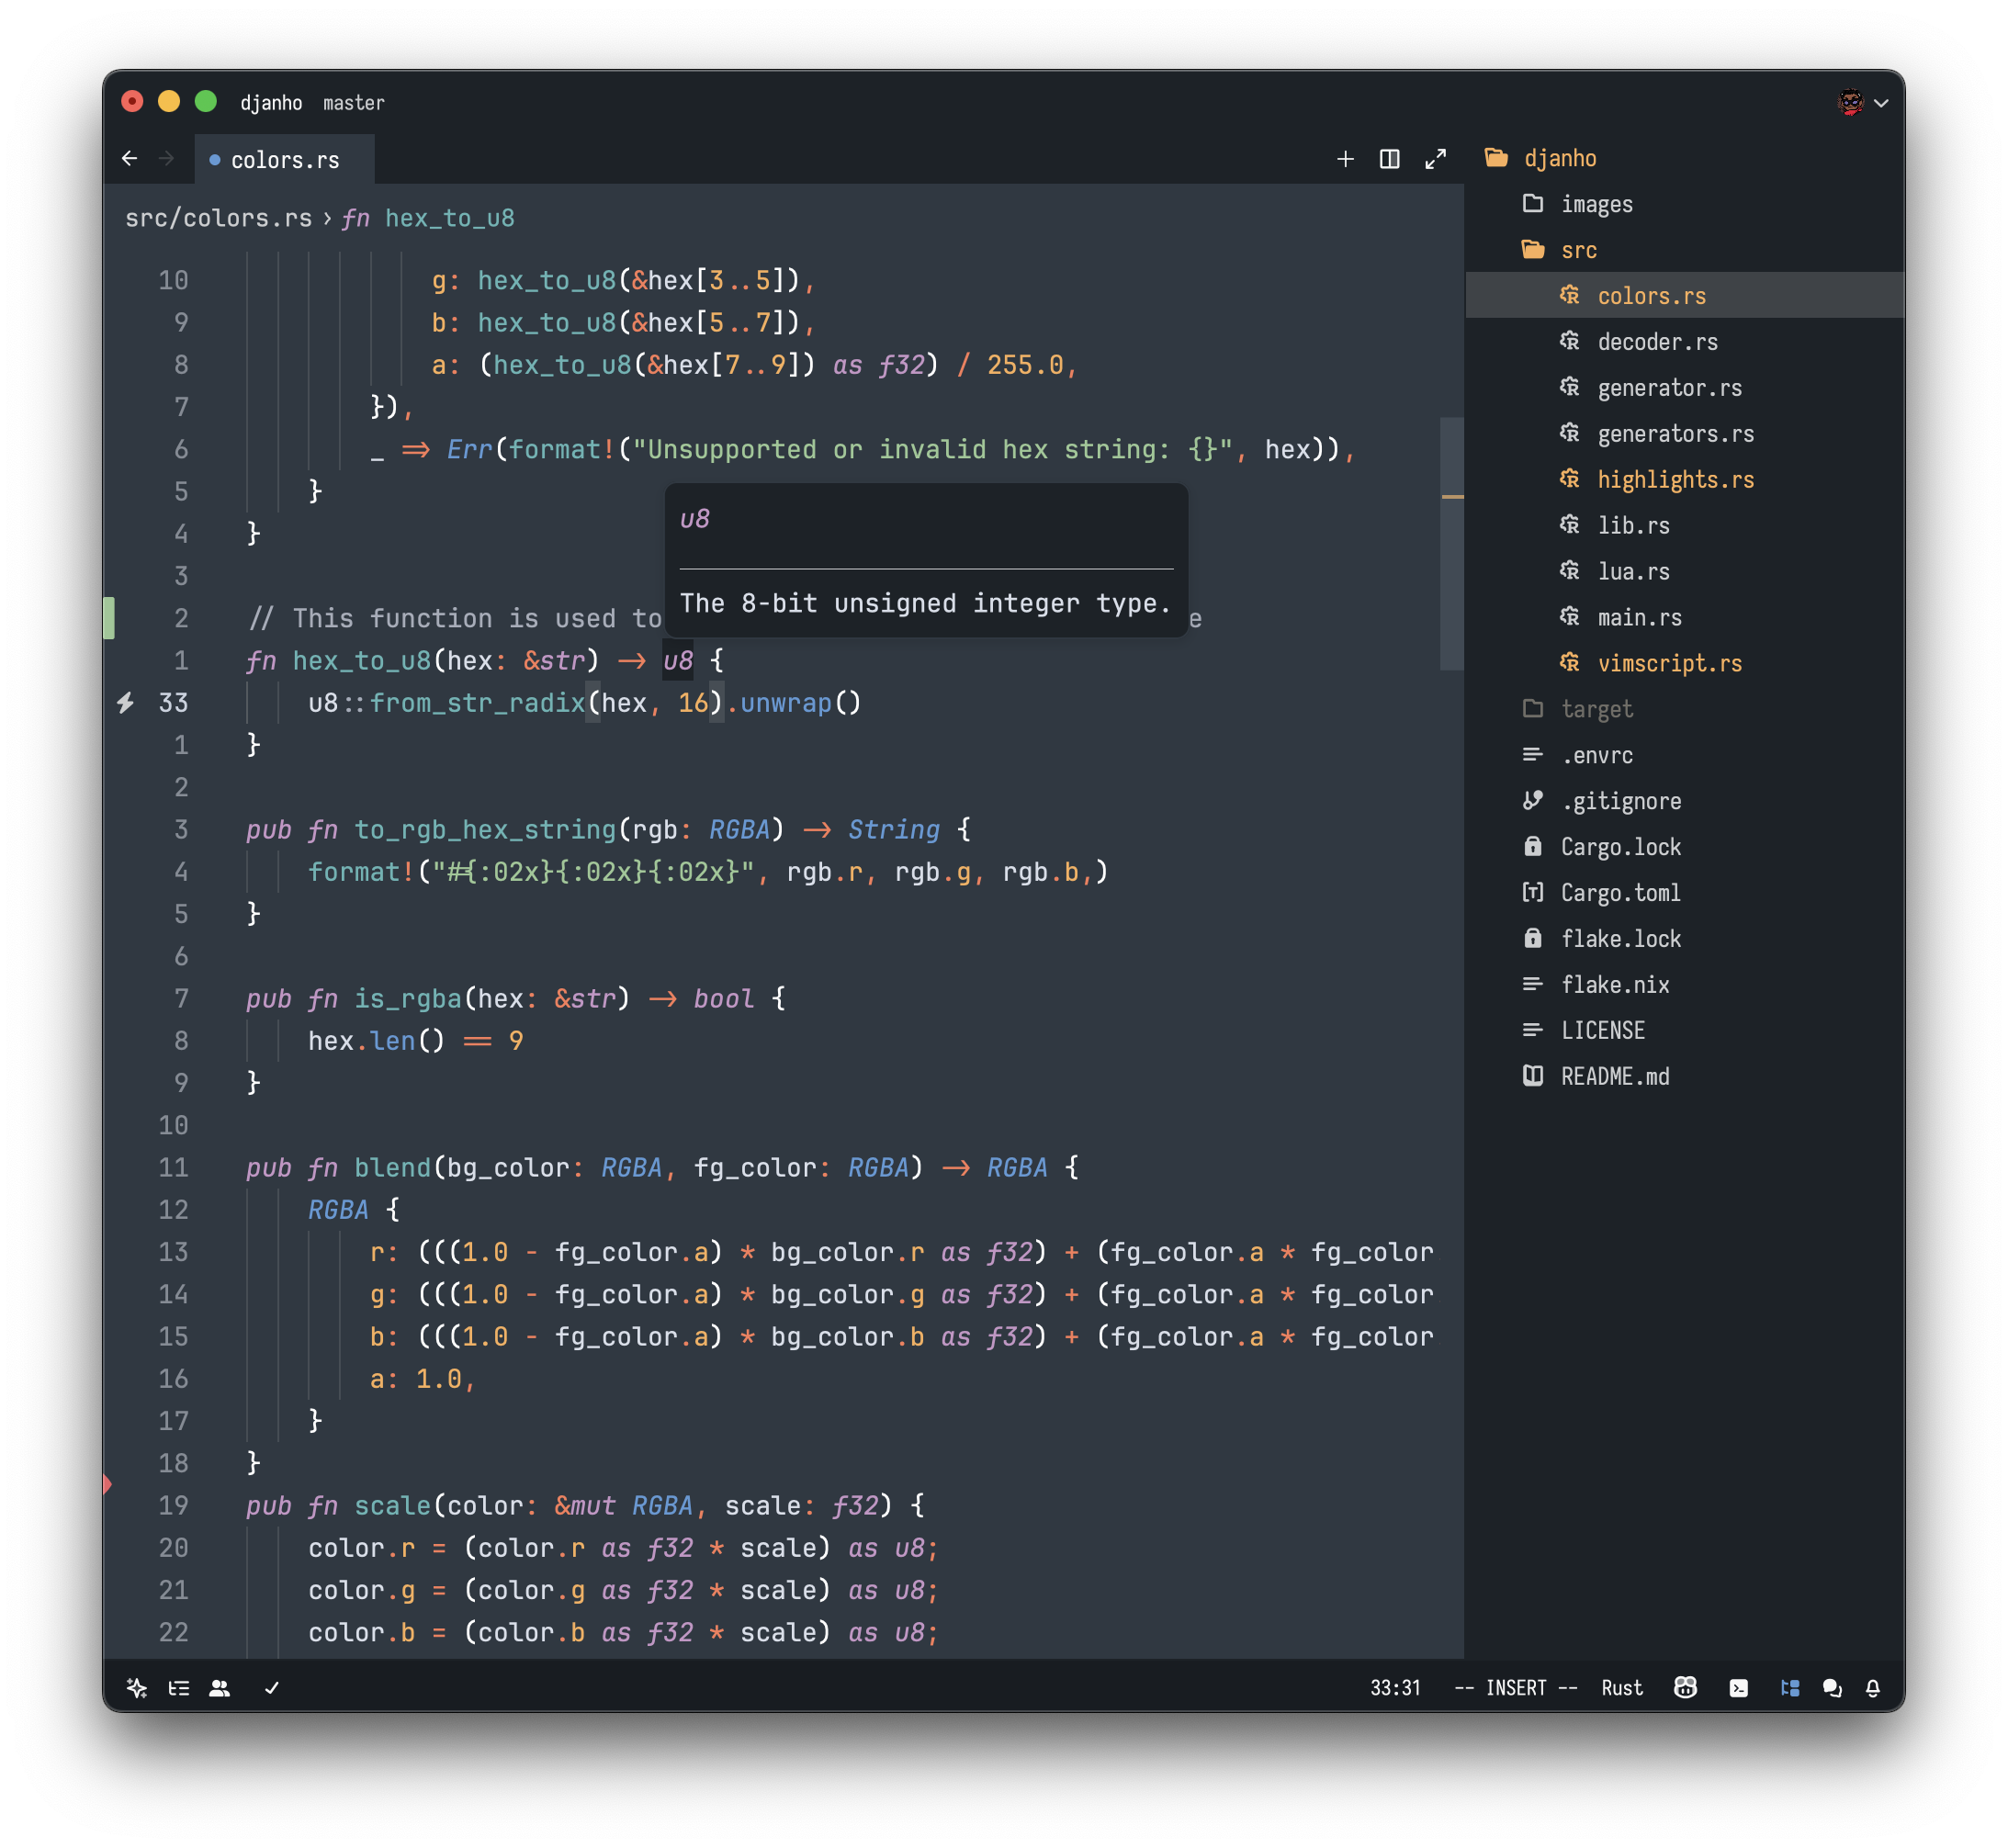 djanho master
colors.rs
src/colors.rs › fn hex_to_u8
10 g: hex_to_u8(&hex[3..5]),
9 b: hex_to_u8(&hex[5..7]),
8 a: (hex_to_u8(&hex[7..9]) as f32) / 255.0,
7 }),
6 _ => Err(format!("Unsupported or invalid hex string: {}", hex)),
5 }
4 }
3
2 // This function is used to e
1 fn hex_to_u8(hex: &str) -> u8 {
33 u8::from_str_radix(hex, 16).unwrap()
1 }
2
3 pub fn to_rgb_hex_string(rgb: RGBA) -> String {
4 format!("#{:02x}{:02x}{:02x}", rgb.r, rgb.g, rgb.b,)
5 }
6
7 pub fn is_rgba(hex: &str) -> bool {
8 hex.len() == 9
9 }
10
11 pub fn blend(bg_color: RGBA, fg_color: RGBA) -> RGBA {
12 RGBA {
13 r: (((1.0 - fg_color.a) * bg_color.r as f32) + (fg_color.a * fg_color
14 g: (((1.0 - fg_color.a) * bg_color.g as f32) + (fg_color.a * fg_color
15 b: (((1.0 - fg_color.a) * bg_color.b as f32) + (fg_color.a * fg_color
16 a: 1.0,
17 }
18 }
19 pub fn scale(color: &mut RGBA, scale: f32) {
20 color.r = (color.r as f32 * scale) as u8;
21 color.g = (color.g as f32 * scale) as u8;
22 color.b = (color.b as f32 * scale) as u8;
u8
The 8-bit unsigned integer type.
djanho
images
src
colors.rs
decoder.rs
generator.rs
generators.rs
highlights.rs
lib.rs
lua.rs
main.rs
vimscript.rs
target
.envrc
.gitignore
Cargo.lock
Cargo.toml
flake.lock
flake.nix
LICENSE
README.md
33:31 -- INSERT -- Rust